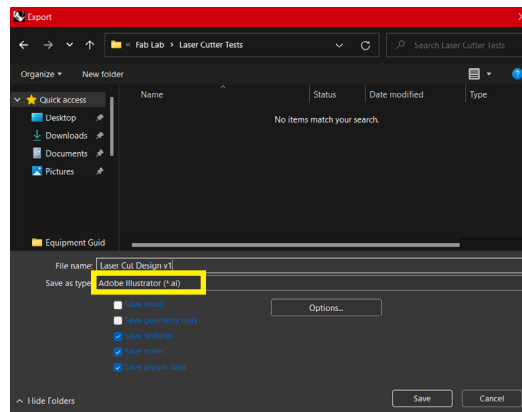 Export
« Fab Lab › Laser Cutter Tests
Search Laser Cutter Tests
Organize
New folder
Name
Status
Date modified
Type
Quick access
No items match your search.
Desktop
Downloads
Documents
Pictures
Equipment Guid
File name: Laser Cut Design v1
Save as type: Adobe Illustrator (*.ai)
Save small
Options...
Save geometry only
Save textures
Save notes
Save plugin data
Hide Folders
Save
Cancel